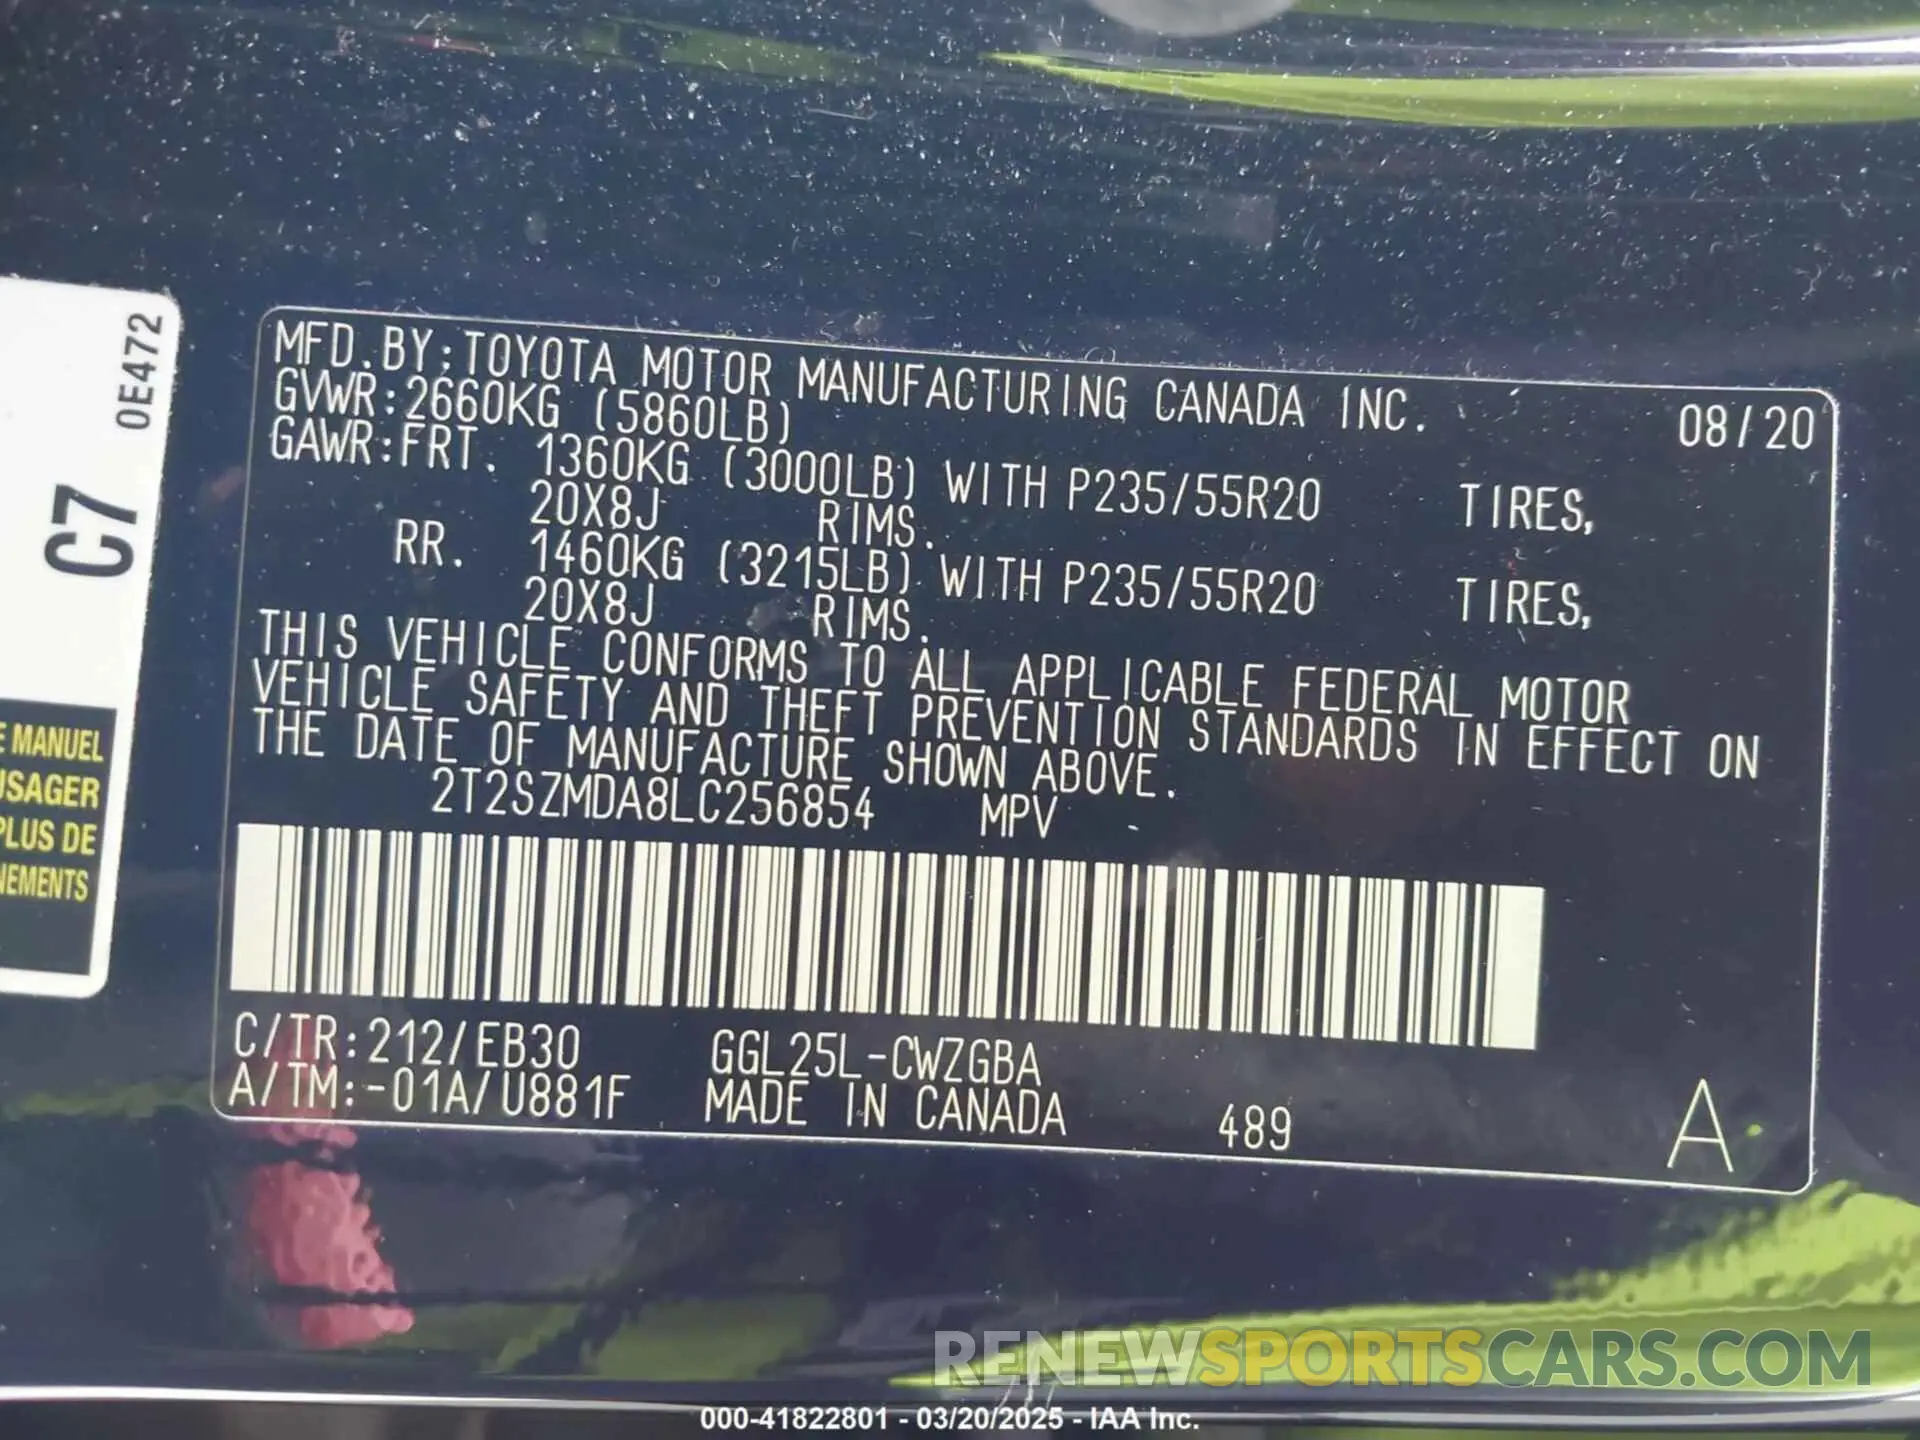 0E472
C7
E MANUEL
USAGER
PLUS DE
NEMENTS
MFD.BY:TOYOTA MOTOR MANUFACTURING CANADA INC. 08/20
GVWR:2660KG (5860LB)
GAWR:FRT. 1360KG (3000LB) WITH P235/55R20 TIRES,
20X8J RIMS.
RR. 1460KG (3215LB) WITH P235/55R20 TIRES,
20X8J RIMS.
THIS VEHICLE CONFORMS TO ALL APPLICABLE FEDERAL MOTOR
VEHICLE SAFETY AND THEFT PREVENTION STANDARDS IN EFFECT ON
THE DATE OF MANUFACTURE SHOWN ABOVE.
2T2SZMDA8LC256854 MPV
C/TR:212/EB30 GGL25L-CWZGBA
A/TM:-01A/U881F MADE IN CANADA 489 A
RENEWSPORTSCARS.COM
000-41822801 - 03/20/2025 - IAA Inc.